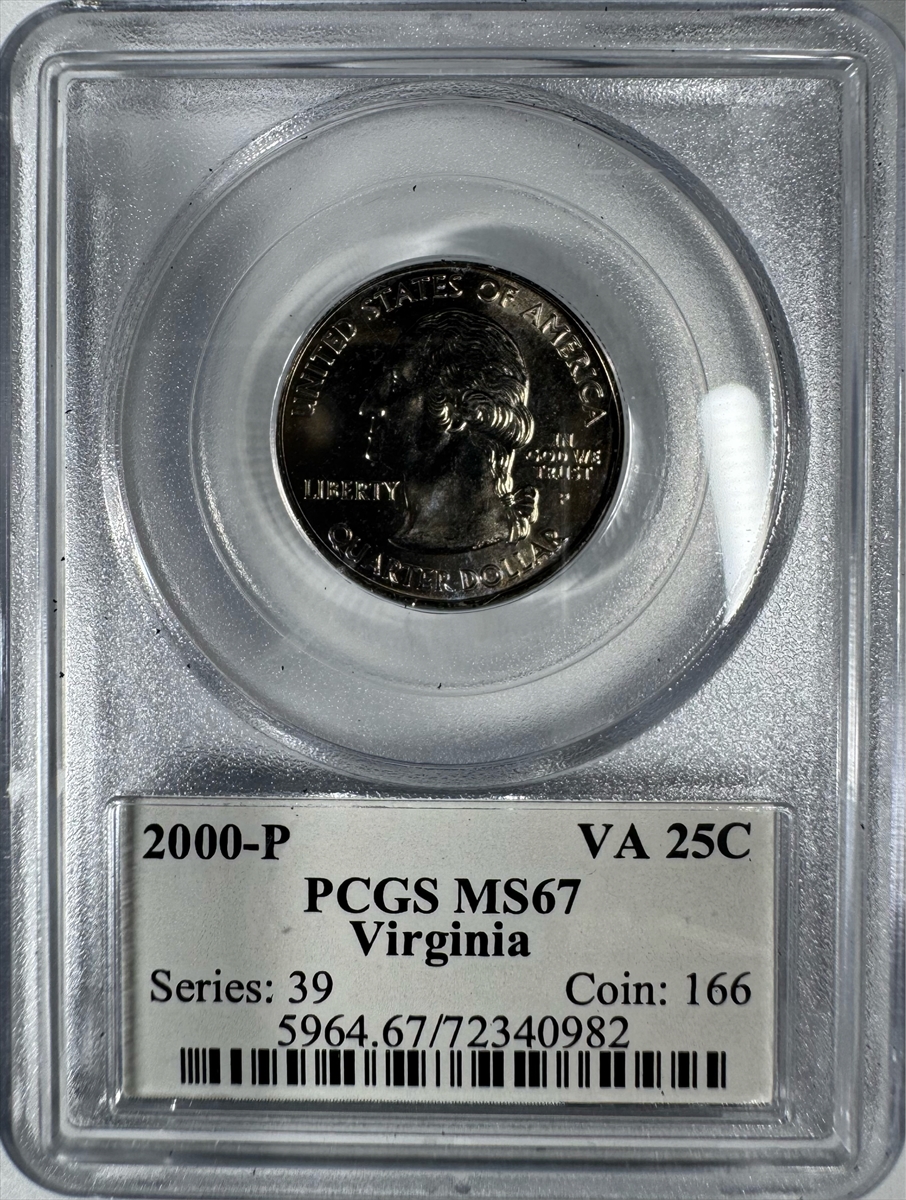 UNITED STATES OF AMERICA
LIBERTY
IN
GOD WE
TRUST
P
QUARTER DOLLAR
2000-P VA 25C
PCGS MS67
Virginia
Series: 39 Coin: 166
5964.67/72340982